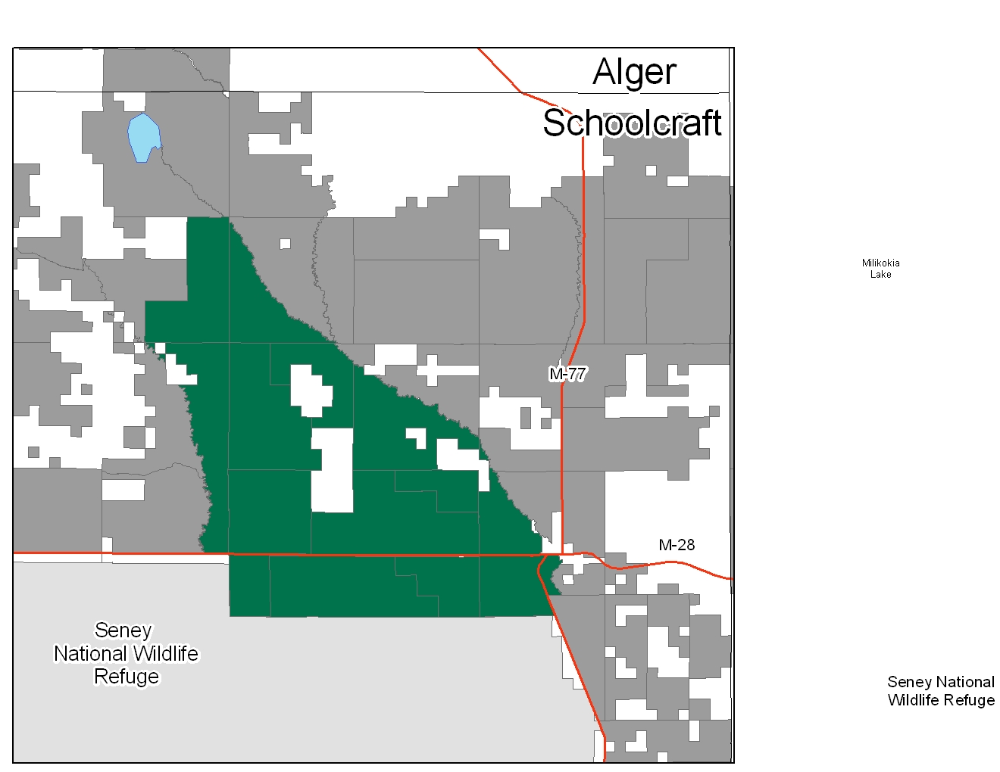 Alger
Schoolcraft
Milikokia
Lake
M-77
M-28
Seney
National Wildlife
Refuge
Seney National
Wildlife Refuge